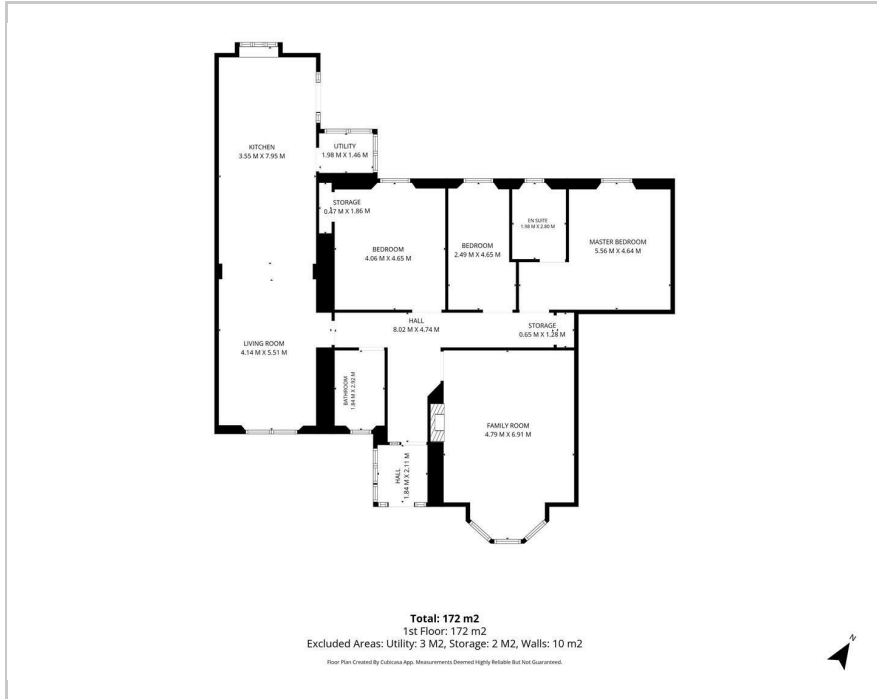 KITCHEN
3.55 M X 7.95 M
UTILITY
1.98 M X 1.46 M
STORAGE
0.47 M X 1.86 M
BEDROOM
4.06 M X 4.65 M
BEDROOM
2.49 M X 4.65 M
EN SUITE
1.98 M X 2.80 M
MASTER BEDROOM
5.56 M X 4.64 M
HALL
8.02 M X 4.74 M
STORAGE
0.65 M X 1.28 M
LIVING ROOM
4.14 M X 5.51 M
BATHROOM
1.84 M X 2.92 M
FAMILY ROOM
4.79 M X 6.91 M
HALL
1.84 M X 2.11 M
Total: 172 m2
1st Floor: 172 m2
Excluded Areas: Utility: 3 M2, Storage: 2 M2, Walls: 10 m2
Floor Plan Created By Cubicasa App. Measurements Deemed Highly Reliable But Not Guaranteed.
N